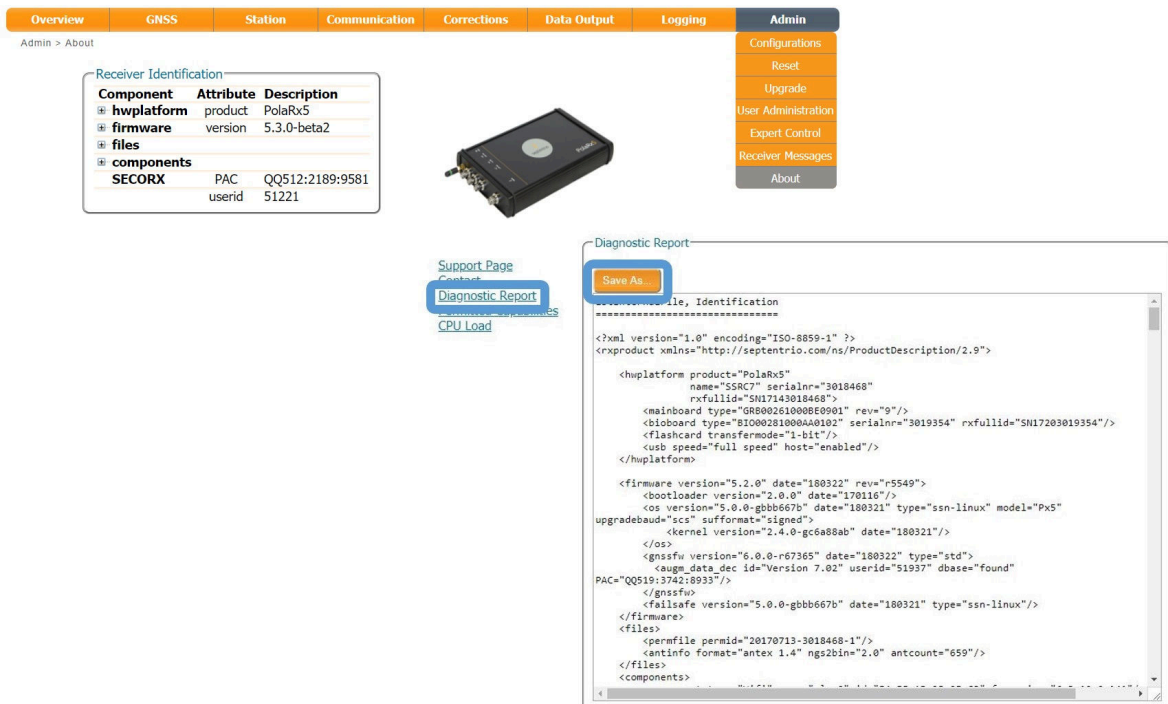 Overview GNSS Station Communication Corrections Data Output Logging Admin
Admin > About
Configurations
Reset
Upgrade
User Administration
Expert Control
Receiver Messages
About
Receiver Identification
Component Attribute Description
hwplatform product PolaRx5
firmware version 5.3.0-beta2
files
components
SECORX PAC QQ512:2189:9581
userid 51221
Support Page
Contact
Diagnostic Report
Permitted Capabilities
CPU Load
Diagnostic Report
Save As...
File, Identification
===============================
<?xml version="1.0" encoding="ISO-8859-1" ?>
<rxproduct xmlns="http://septentrio.com/ns/ProductDescription/2.9">
<hwplatform product="PolaRx5"
name="SSRC7" serialnr="3018468"
rxfullid="SN17143018468">
<mainboard type="GRB00261000BE0901" rev="9"/>
<bioboard type="BIO00281000AA0102" serialnr="3019354" rxfullid="SN17203019354"/>
<flashcard transfermode="1-bit"/>
<usb speed="full speed" host="enabled"/>
</hwplatform>
<firmware version="5.2.0" date="180322" rev="r5549">
<bootloader version="2.0.0" date="170116"/>
<os version="5.0.0-gbbb667b" date="180321" type="ssn-linux" model="Px5"
upgradebaud="scs" sufformat="signed">
<kernel version="2.4.0-gc6a88ab" date="180321"/>
</os>
<gnssfw version="6.0.0-r67365" date="180322" type="std">
<augm_data_dec id="Version 7.02" userid="51937" dbase="found"
PAC="QQ519:3742:8933"/>
</gnssfw>
<failsafe version="5.0.0-gbbb667b" date="180321" type="ssn-linux"/>
</firmware>
<files>
<permfile permid="20170713-3018468-1"/>
<antinfo format="antex 1.4" ngs2bin="2.0" antcount="659"/>
</files>
<components>